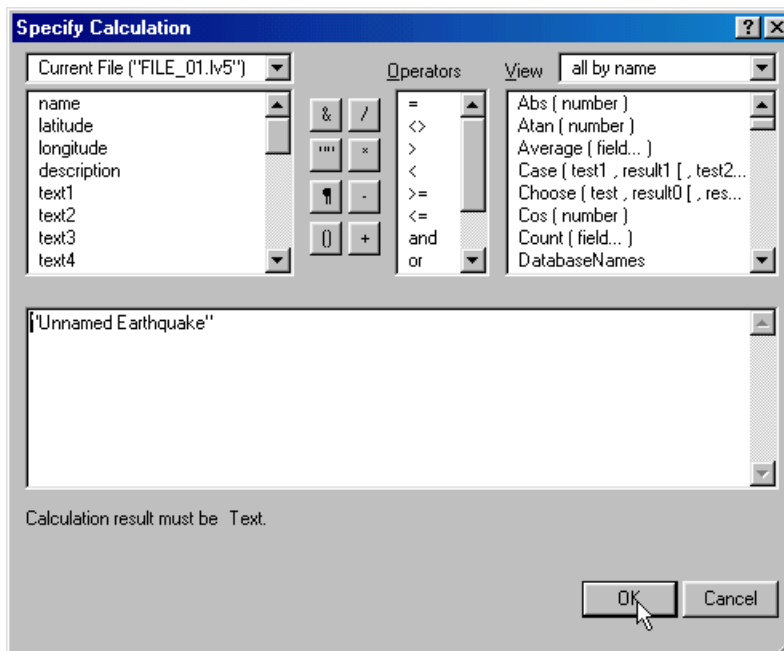 Specify Calculation
Current File ("FILE_01.lv5")
Operators
View
all by name
name
latitude
longitude
description
text1
text2
text3
text4
& /
"" *
¶ -
() +
=
<>
>
<
>=
<=
and
or
Abs ( number )
Atan ( number )
Average ( field... )
Case ( test1 , result1 [ , test2...
Choose ( test , result0 [ , res...
Cos ( number )
Count ( field... )
DatabaseNames
"Unnamed Earthquake"
Calculation result must be Text.
OK
Cancel